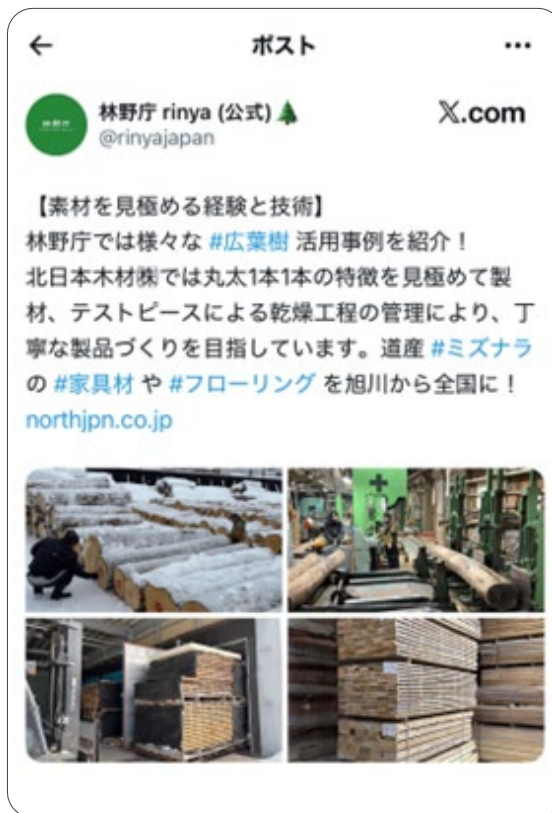 ポスト
林野庁 rinya (公式)🌲
X.com
@rinyajapan
林野庁
【素材を見極める経験と技術】
林野庁では様々な #広葉樹 活用事例を紹介！
北日本木材㈱では丸太1本1本の特徴を見極めて製
材、テストピースによる乾燥工程の管理により、丁
寧な製品づくりを目指しています。道産 #ミズナラ
の #家具材 や #フローリング を旭川から全国に！
northjpn.co.jp